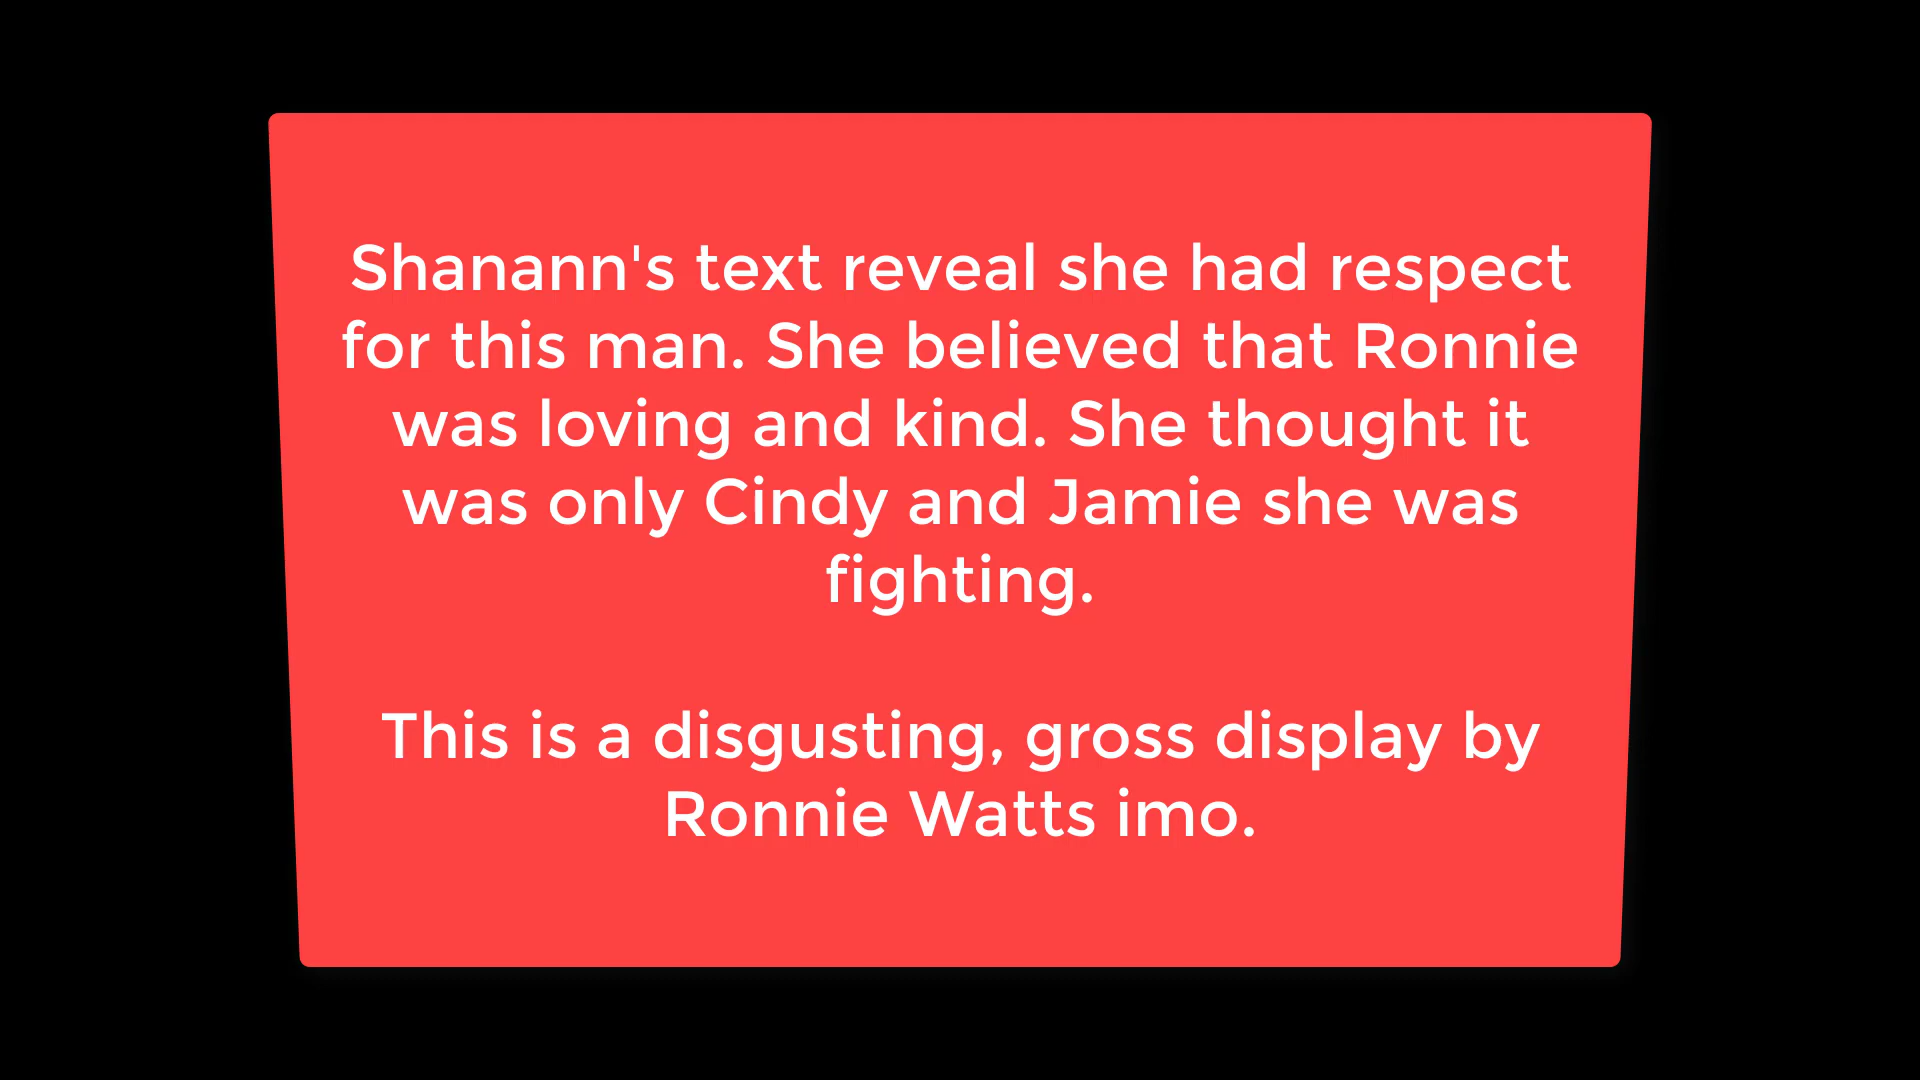 Shanann's text reveal she had respect
for this man. She believed that Ronnie
was loving and kind. She thought it
was only Cindy and Jamie she was
fighting.
This is a disgusting, gross display by
Ronnie Watts imo.